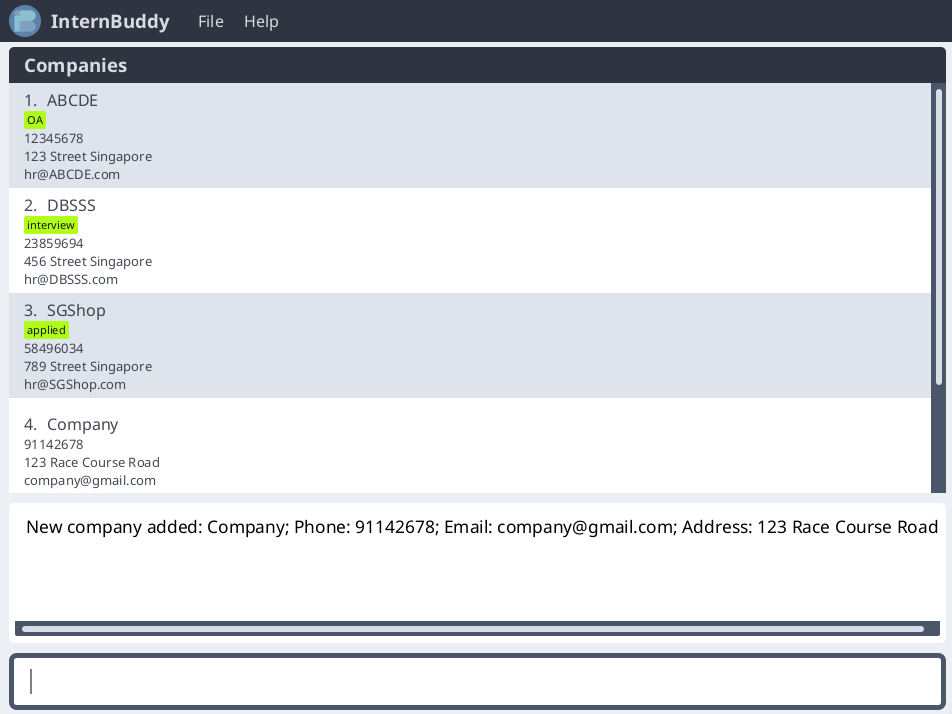 InternBuddy File Help
Companies
1. ABCDE
OA
12345678
123 Street Singapore
hr@ABCDE.com
2. DBSSS
interview
23859694
456 Street Singapore
hr@DBSSS.com
3. SGShop
applied
58496034
789 Street Singapore
hr@SGShop.com
4. Company
91142678
123 Race Course Road
company@gmail.com
New company added: Company; Phone: 91142678; Email: company@gmail.com; Address: 123 Race Course Road